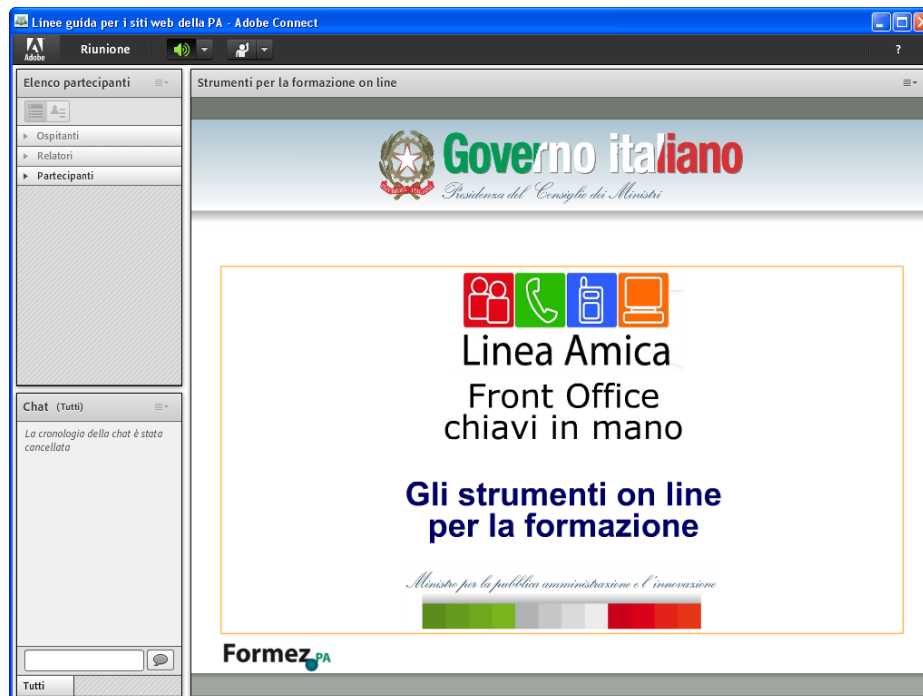 Linee guida per i siti web della PA - Adobe Connect
Adobe
Riunione
?
Elenco partecipanti
Ospitanti
Relatori
Partecipanti
Chat (Tutti)
La cronologia della chat è stata
cancellata
Tutti
Strumenti per la formazione on line
Governo italiano
Presidenza del Consiglio dei Ministri
Linea Amica
Front Office
chiavi in mano
Gli strumenti on line
per la formazione
Ministro per la pubblica amministrazione e l'innovazione
Formez PA